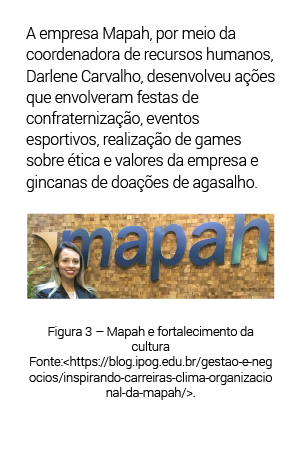 A empresa Mapah, por meio da
coordenadora de recursos humanos,
Darlene Carvalho, desenvolveu ações
que envolveram festas de
confraternização, eventos
esportivos, realização de games
sobre ética e valores da empresa e
gincanas de doações de agasalho.
mapah
Figura 3 – Mapah e fortalecimento da
cultura
Fonte:<https://blog.ipog.edu.br/gestao-e-neg
ocios/inspirando-carreiras-clima-organizacio
nal-da-mapah/>.